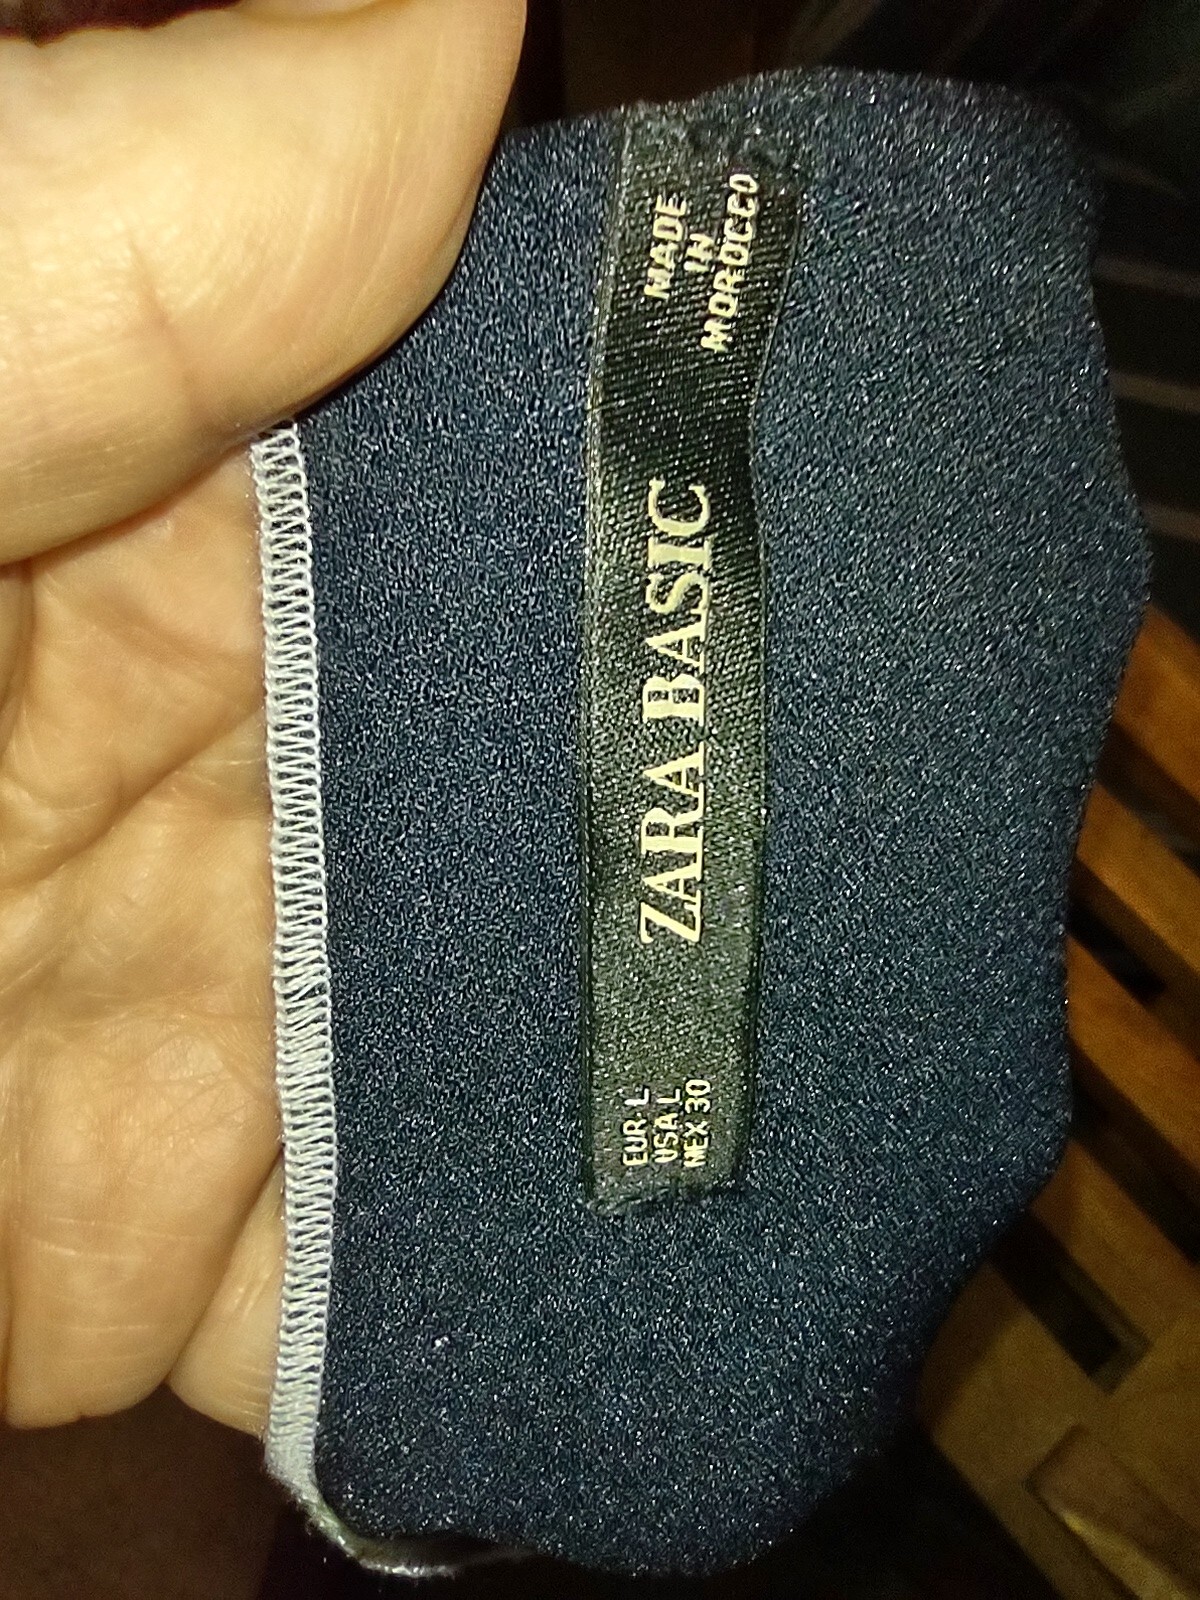 EUR L
USA L
MEX 30
ZARA BASIC
MADE
IN
MOROCCO